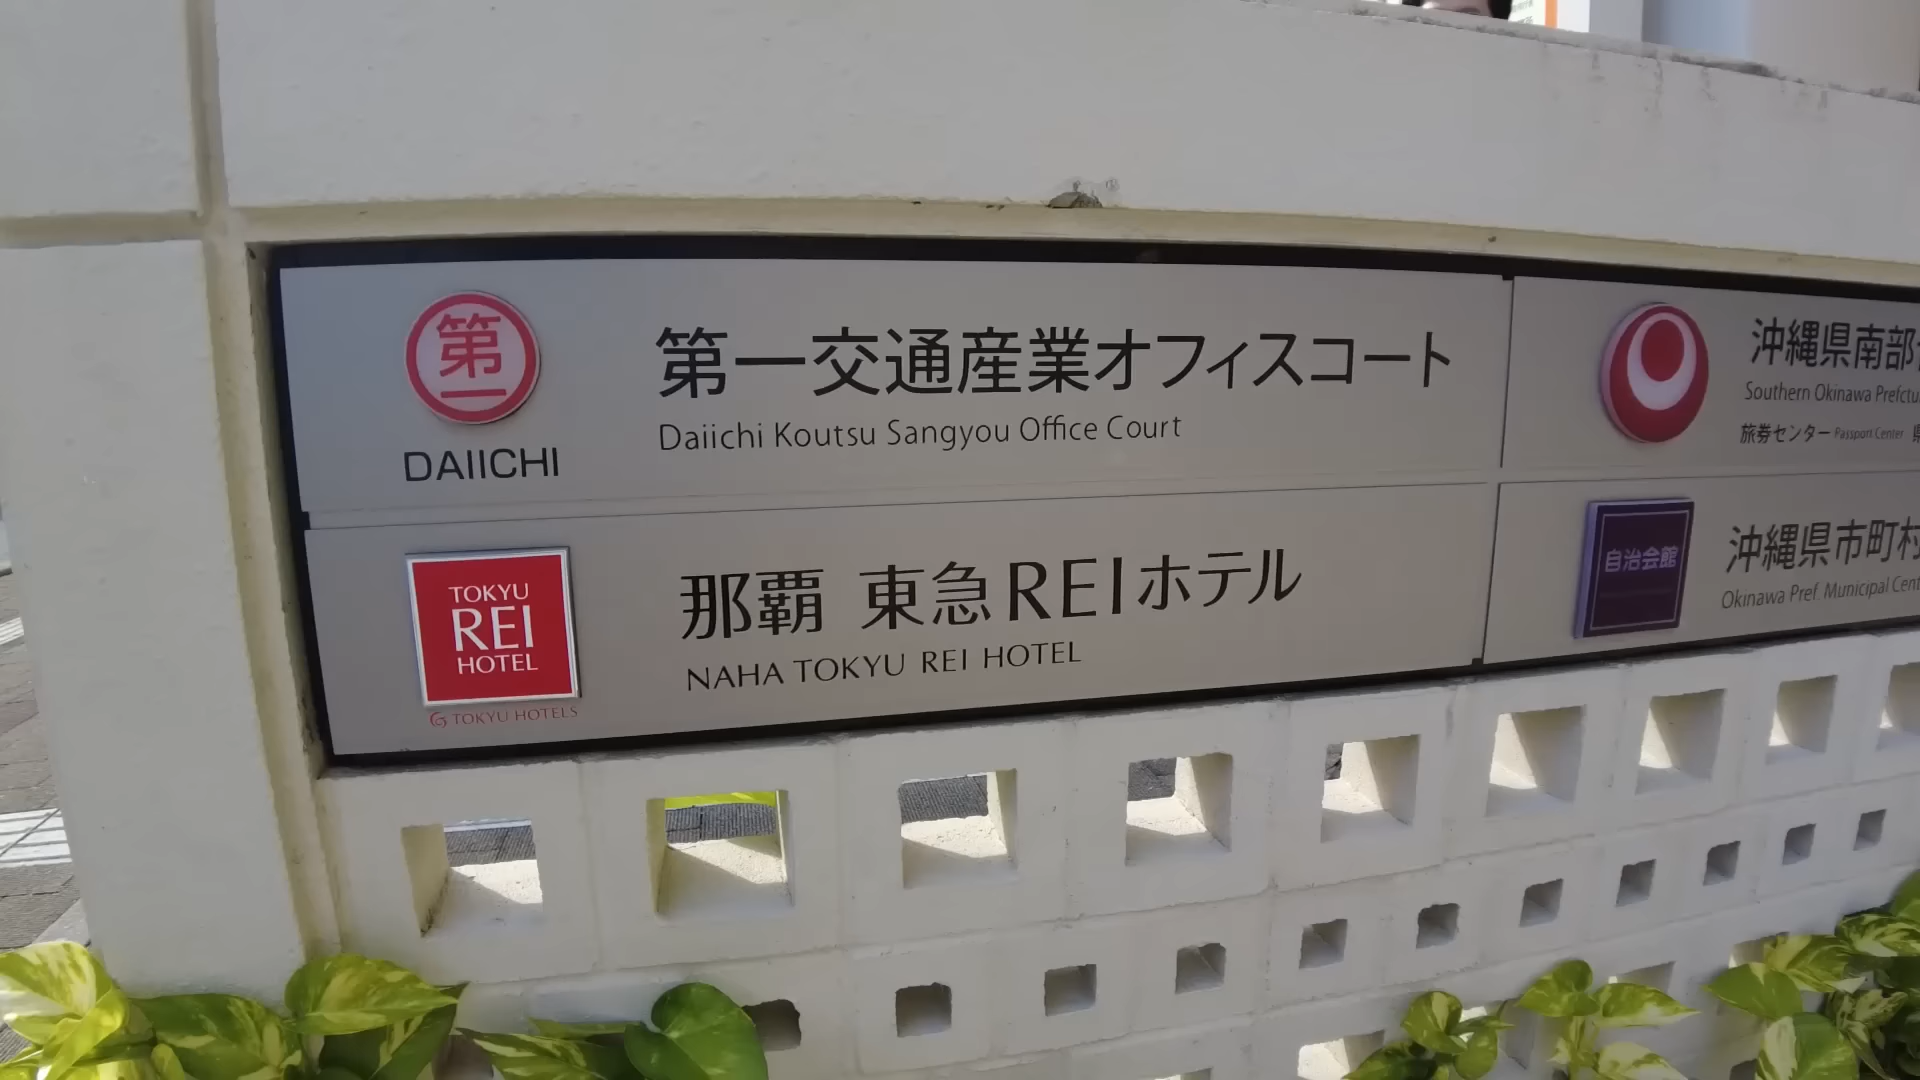 第一
DAIICHI
第一交通産業オフィスコート
Daiichi Koutsu Sangyou Office Court
TOKYU
REI
HOTEL
TOKYU HOTELS
那覇 東急REIホテル
NAHA TOKYU REI HOTEL
沖縄県南部
Southern Okinawa
旅券センター Passport Center
自治会館
沖縄県市町村
Okinawa Pref. Municipal